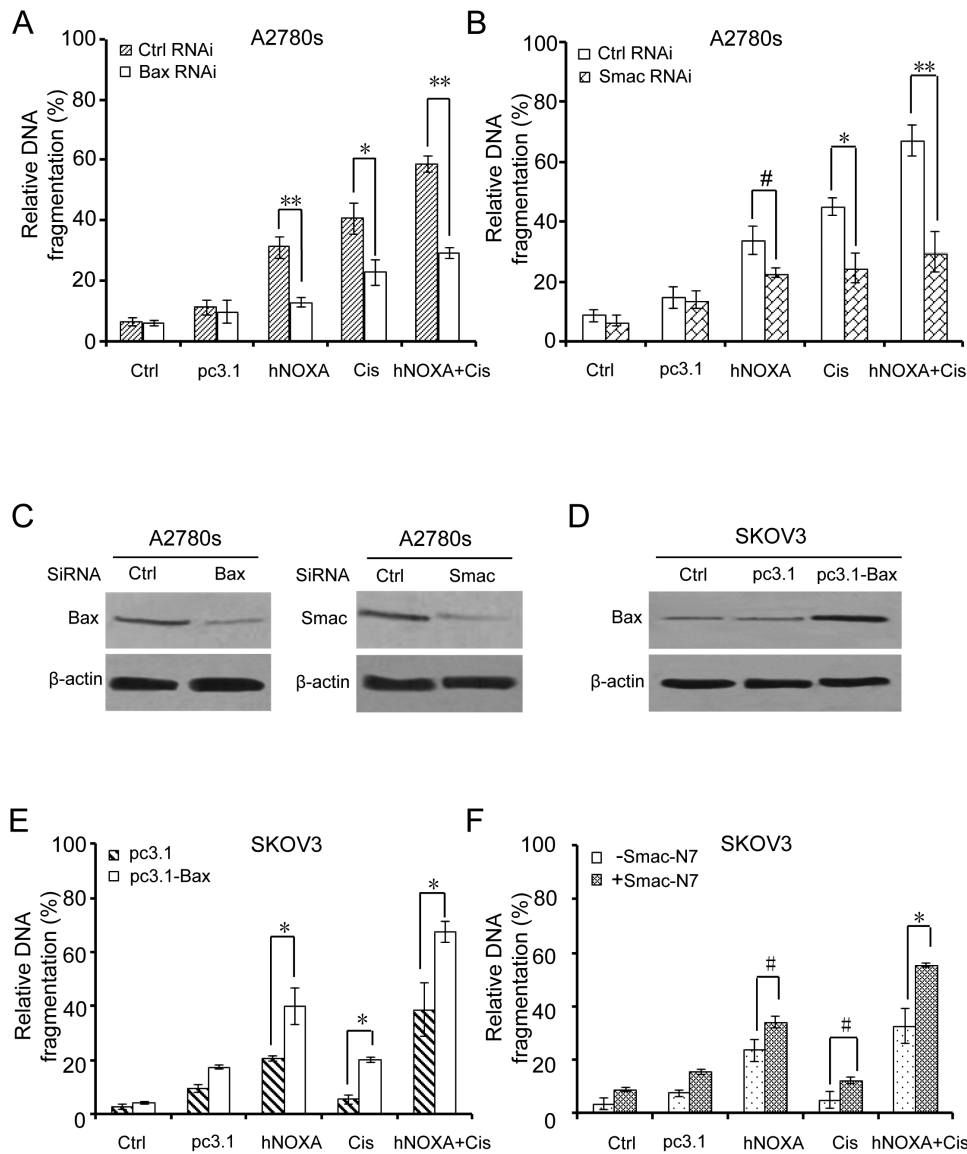 A
A2780s
Ctrl RNAi
Bax RNAi
Relative DNA
fragmentation (%)
100
80
60
40
20
0
**
*
**
Ctrl pc3.1 hNOXA Cis hNOXA+Cis
B
A2780s
Ctrl RNAi
Smac RNAi
Relative DNA
fragmentation (%)
100
80
60
40
20
0
#
*
**
Ctrl pc3.1 hNOXA Cis hNOXA+Cis
C
A2780s
SiRNA Ctrl Bax
Bax
β-actin
A2780s
SiRNA Ctrl Smac
Smac
β-actin
D
SKOV3
Ctrl pc3.1 pc3.1-Bax
Bax
β-actin
E
SKOV3
pc3.1
pc3.1-Bax
Relative DNA
fragmentation (%)
100
80
60
40
20
0
*
*
*
Ctrl pc3.1 hNOXA Cis hNOXA+Cis
F
SKOV3
-Smac-N7
+Smac-N7
Relative DNA
fragmentation (%)
100
80
60
40
20
0
#
#
*
Ctrl pc3.1 hNOXA Cis hNOXA+Cis